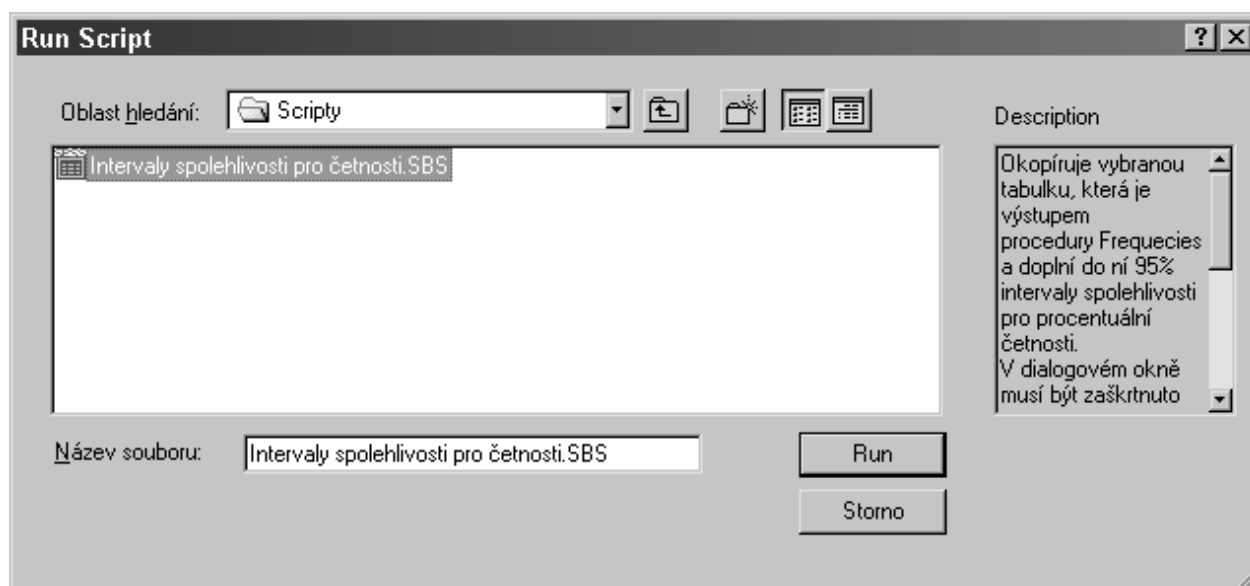 Run Script
Oblast hledání: Scripty
Description
Intervaly spolehlivosti pro četnosti.SBS
Okopíruje vybranou
tabulku, která je
výstupem
procedury Frequecies
a doplní do ní 95%
intervaly spolehlivosti
pro procentuální
četnosti.
V dialogovém okně
musí být zaškrtnuto
Název souboru: Intervaly spolehlivosti pro četnosti.SBS
Run
Storno